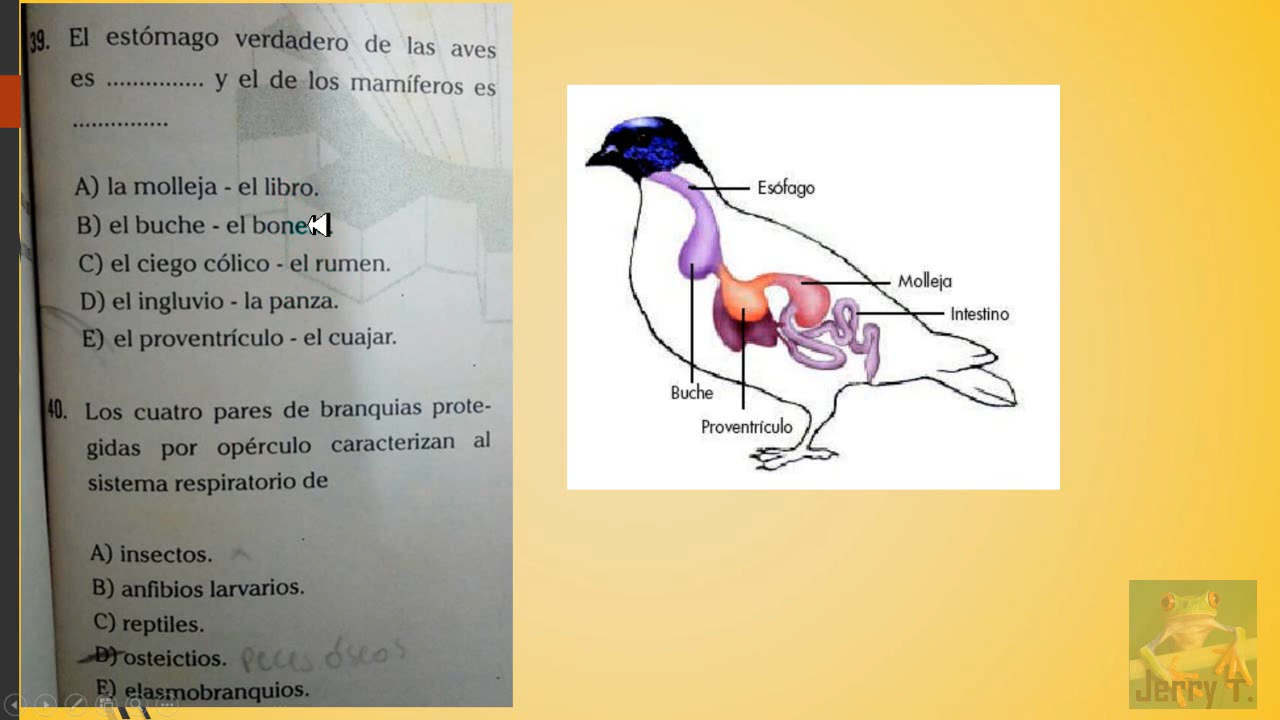 39. El estómago verdadero de las aves
es ............... y el de los mamíferos es
...............
A) la molleja - el libro.
B) el buche - el bone
C) el ciego cólico - el rumen.
D) el ingluvio - la panza.
E) el proventrículo - el cuajar.
40. Los cuatro pares de branquias prote-
gidas por opérculo caracterizan al
sistema respiratorio de
A) insectos.
B) anfibios larvarios.
C) reptiles.
D) osteictios. peces óseos
E) elasmobranquios.
Esófago
Molleja
Intestino
Buche
Proventrículo
Jerry T.